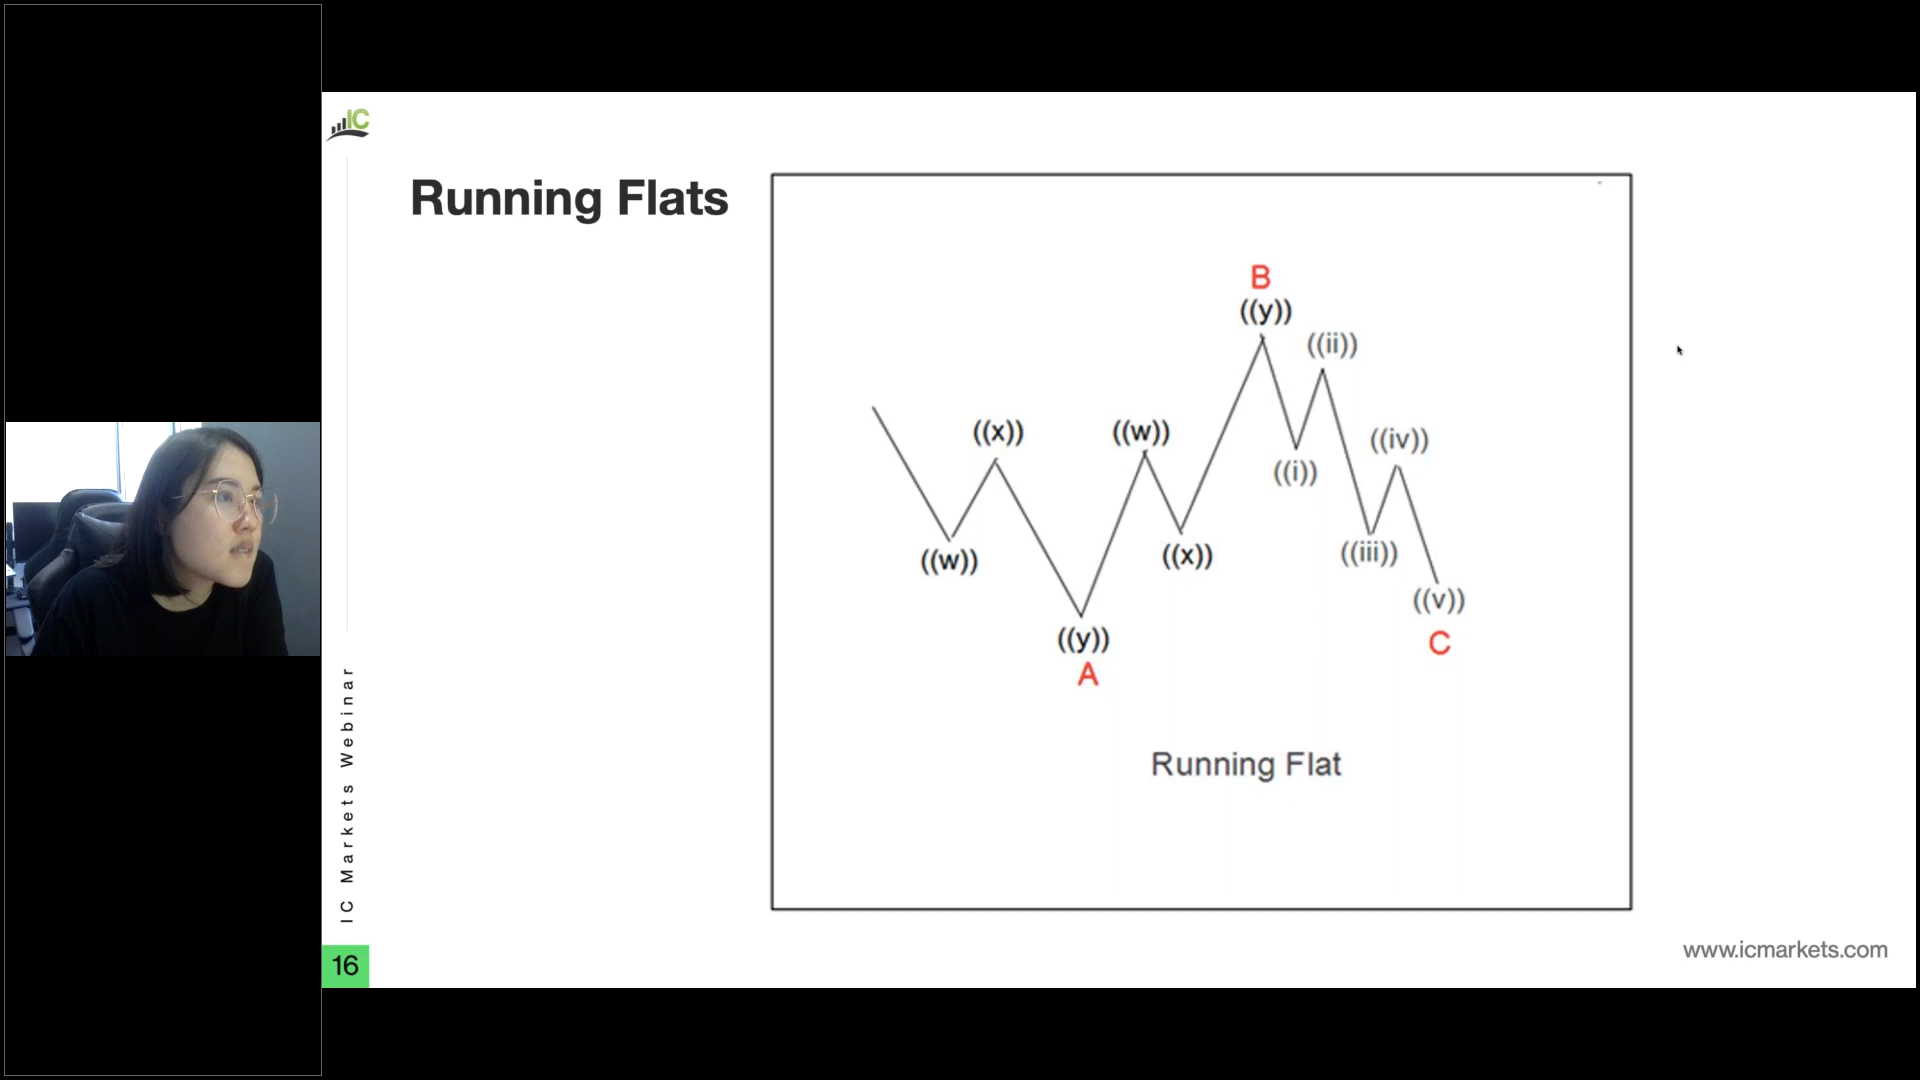 IC
Running Flats
B
((y))
((ii))
((x))
((w))
((iv))
((i))
((w))
((x))
((iii))
((v))
((y))
C
A
Running Flat
IC Markets Webinar
16
www.icmarkets.com